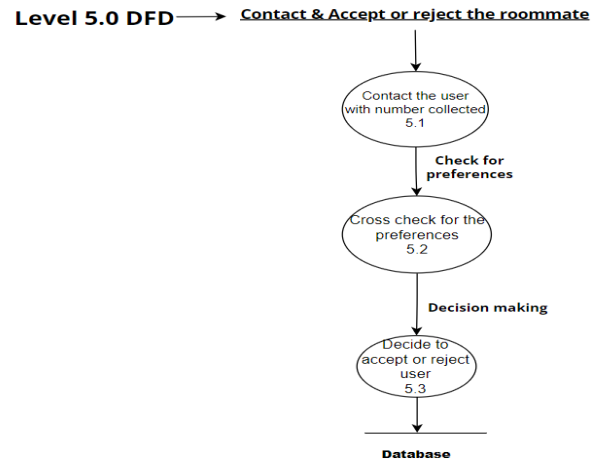 Level 5.0 DFD
Contact & Accept or reject the roommate
Contact the user
with number collected
5.1
Check for
preferences
Cross check for the
preferences
5.2
Decision making
Decide to
accept or reject
user
5.3
Database